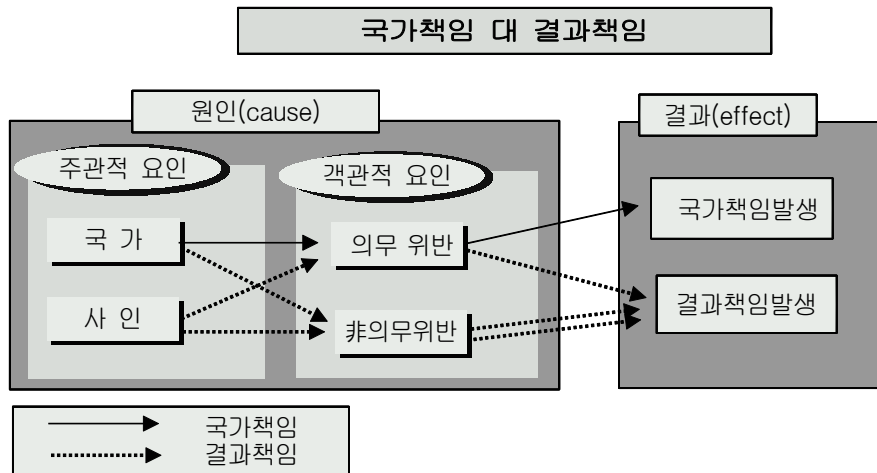 국가책임 대 결과책임
원인(cause)
결과(effect)
주관적 요인
객관적 요인
국 가
의무 위반
국가책임발생
사 인
非의무위반
결과책임발생
국가책임
결과책임